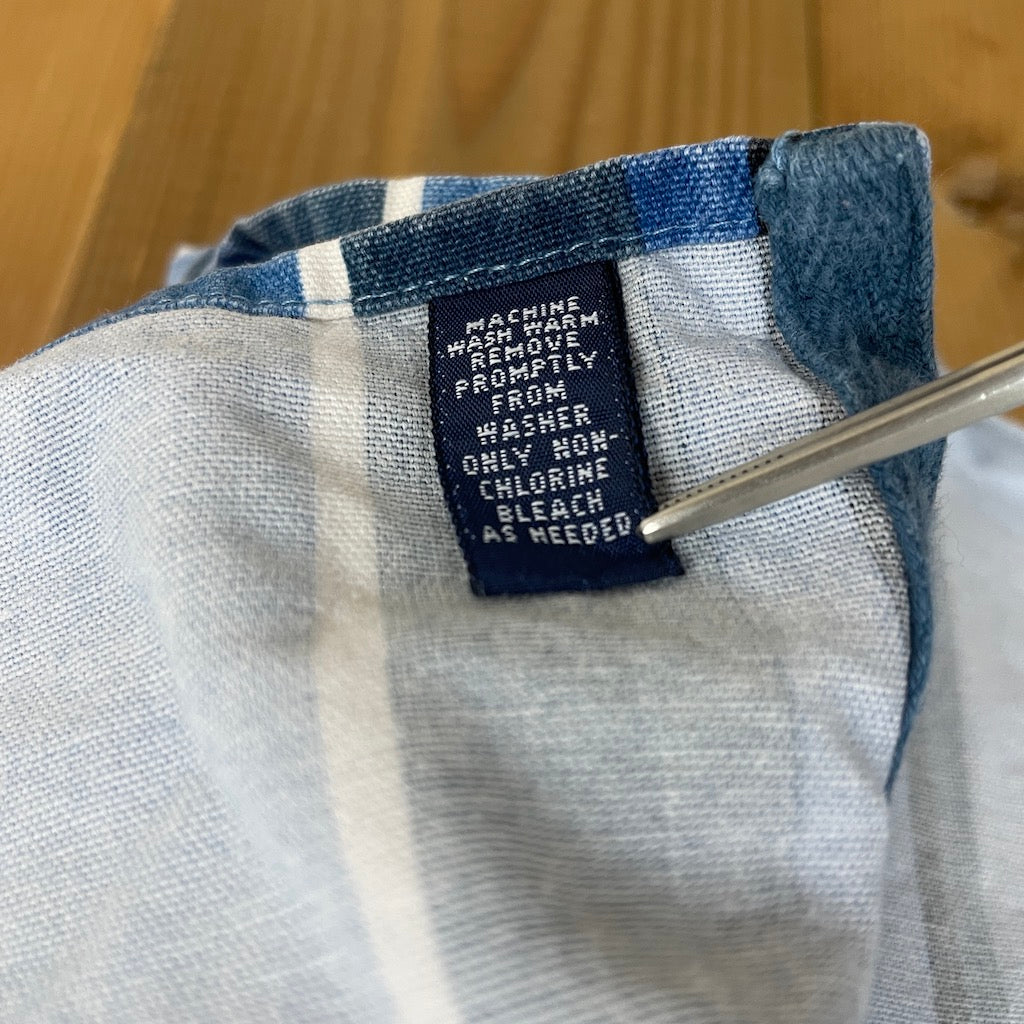 MACHINE
WASH WARM
REMOVE
PROMPTLY
FROM
WASHER
ONLY NON-
CHLORINE
BLEACH
AS NEEDED